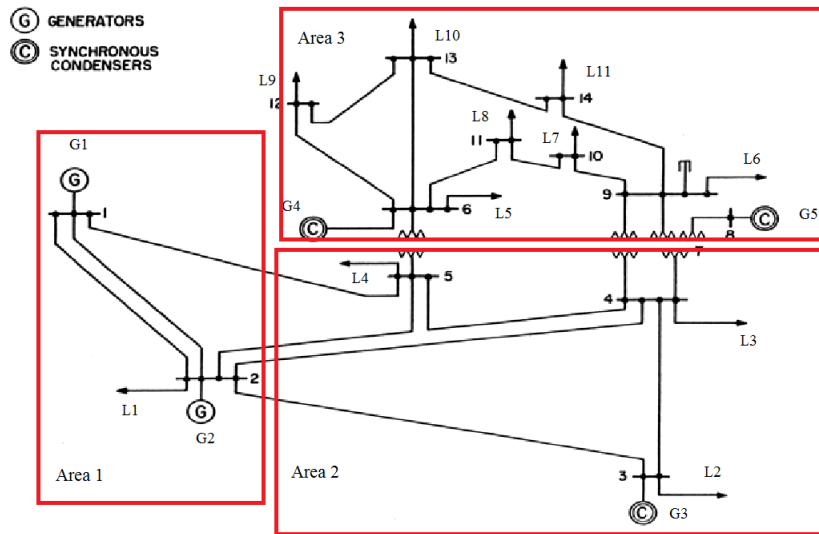 G GENERATORS
C SYNCHRONOUS
CONDENSERS
Area 3
L10
13
L9
12
L11
14
L8
11
L7
10
G1
G
1
L6
9
G4
C
6
L5
C
G5
8
7
L4
5
4
L3
2
L1
G
G2
Area 1
Area 2
3
L2
C
G3